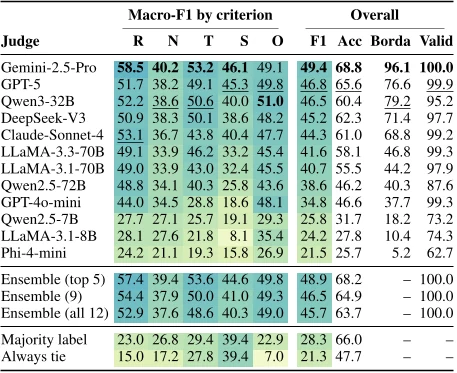 Macro-F1 by criterion Overall
Judge R N T S O F1 Acc Borda Valid
Gemini-2.5-Pro 58.5 40.2 53.2 46.1 49.1 49.4 68.8 96.1 100.0
GPT-5 51.7 38.2 49.1 45.3 49.8 46.8 65.6 76.6 99.9
Qwen3-32B 52.2 38.6 50.6 40.0 51.0 46.5 60.4 79.2 95.2
DeepSeek-V3 50.9 38.3 50.1 38.6 48.2 45.2 62.3 71.4 97.7
Claude-Sonnet-4 53.1 36.7 43.8 40.4 47.7 44.3 61.0 68.8 99.2
LLaMA-3.3-70B 49.1 33.9 46.2 33.2 45.4 41.6 58.1 46.8 99.3
LLaMA-3.1-70B 49.0 33.9 43.0 32.4 45.5 40.7 55.5 44.2 97.9
Qwen2.5-72B 48.8 34.1 40.3 25.8 43.6 38.6 46.2 40.3 87.6
GPT-4o-mini 44.0 34.5 28.8 18.6 48.1 34.8 46.6 37.7 99.3
Qwen2.5-7B 27.7 27.1 25.7 19.1 29.3 25.8 31.7 18.2 73.2
LLaMA-3.1-8B 28.1 27.6 21.8 8.1 35.4 24.2 27.8 10.4 74.3
Phi-4-mini 24.2 21.1 19.3 15.8 26.9 21.5 25.7 5.2 62.7
Ensemble (top 5) 57.4 39.4 53.6 44.6 49.8 48.9 68.2 – 100.0
Ensemble (9) 54.4 37.9 50.0 41.0 49.3 46.5 64.9 – 100.0
Ensemble (all 12) 52.9 37.6 48.6 40.3 49.0 45.7 63.7 – 100.0
Majority label 23.0 26.8 29.4 39.4 22.9 28.3 66.0 – –
Always tie 15.0 17.2 27.8 39.4 7.0 21.3 47.7 – –